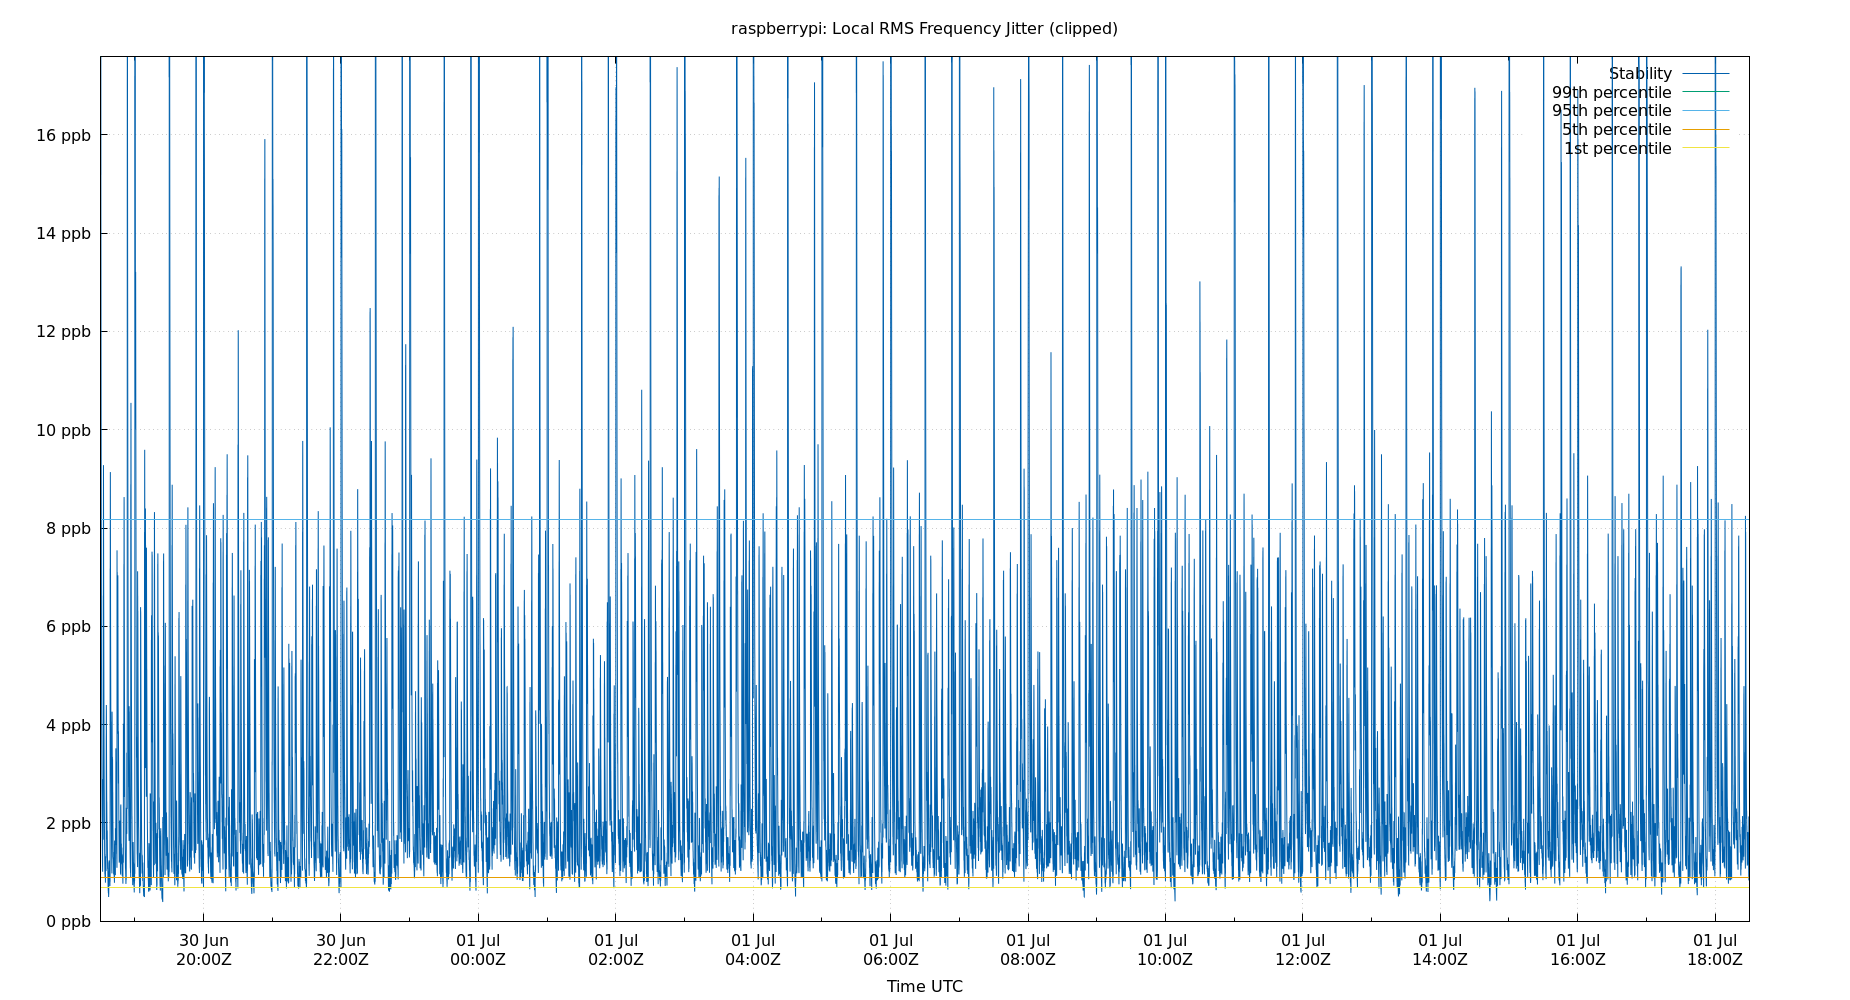 raspberrypi: Local RMS Frequency Jitter (clipped)
Stability
99th percentile
95th percentile
5th percentile
1st percentile
16 ppb
14 ppb
12 ppb
10 ppb
8 ppb
6 ppb
4 ppb
2 ppb
0 ppb
30 Jun 30 Jun 01 Jul 01 Jul 01 Jul 01 Jul 01 Jul 01 Jul 01 Jul 01 Jul 01 Jul 01 Jul
20:00Z 22:00Z 00:00Z 02:00Z 04:00Z 06:00Z 08:00Z 10:00Z 12:00Z 14:00Z 16:00Z 18:00Z
Time UTC